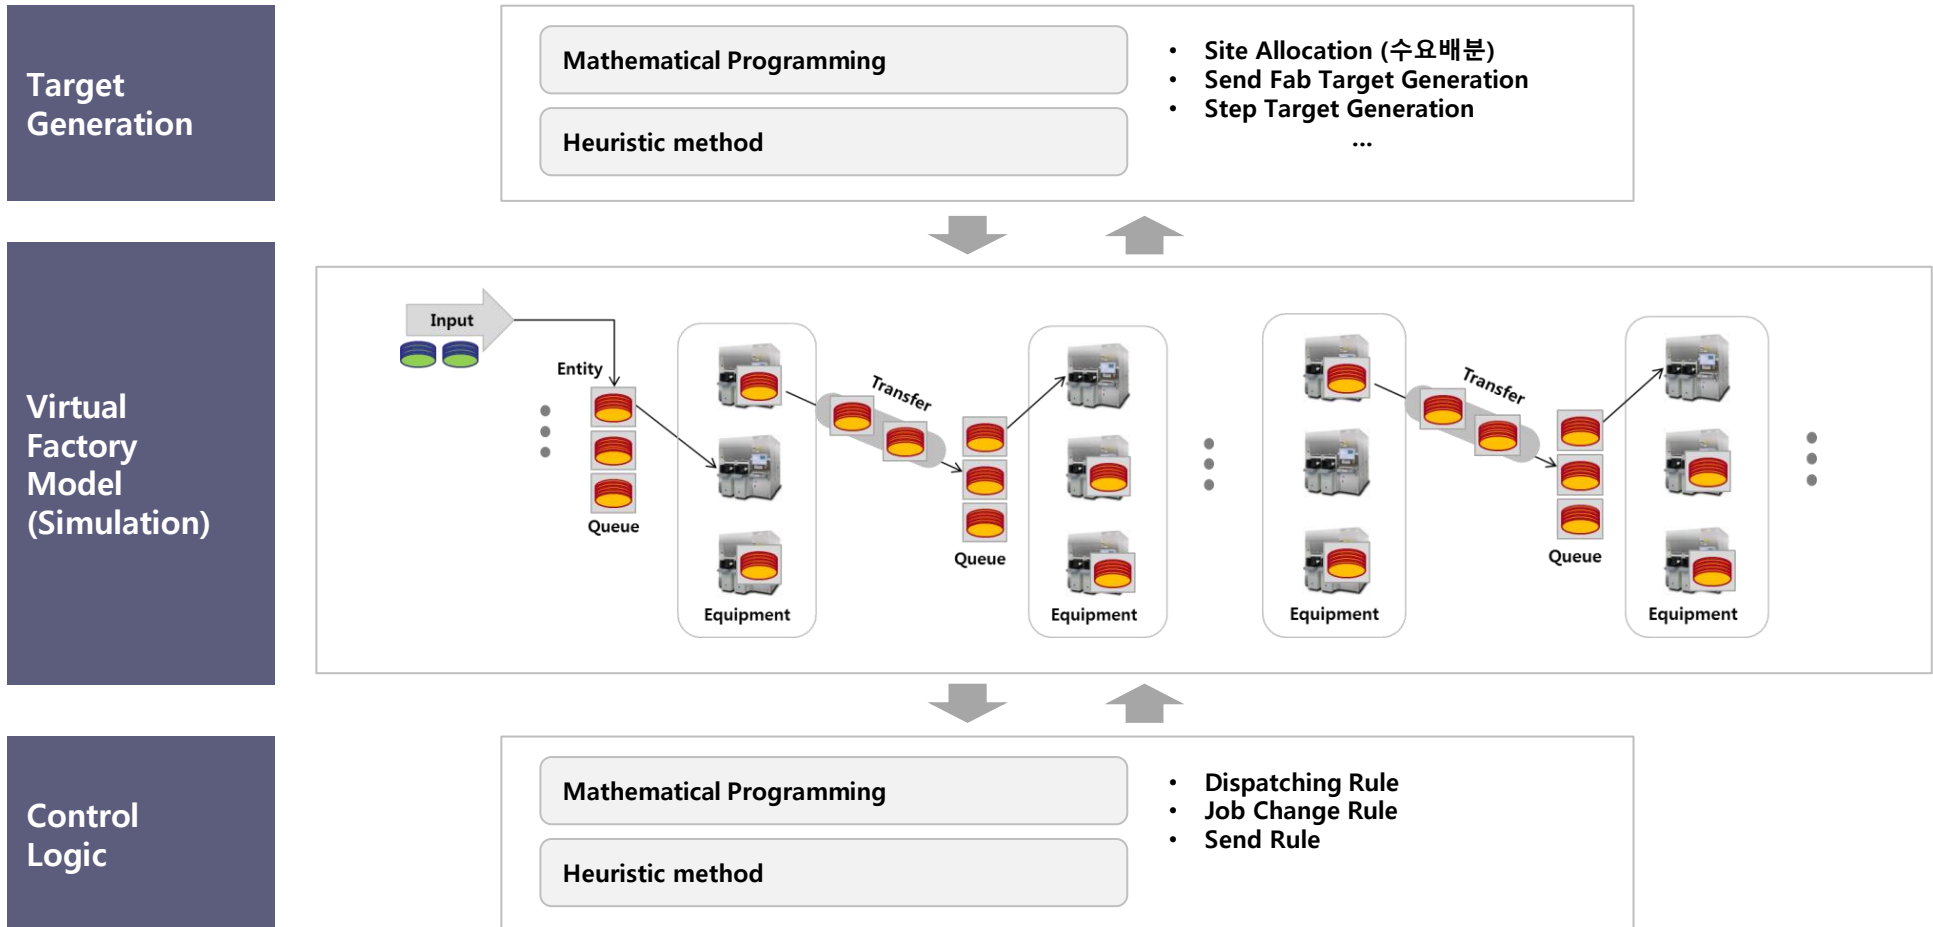 Target
Generation
Mathematical Programming
Heuristic method
• Site Allocation (수요배분)
• Send Fab Target Generation
• Step Target Generation
...
Virtual
Factory
Model
(Simulation)
Input
Entity
Queue
Equipment
Transfer
Queue
Equipment
Equipment
Transfer
Queue
Equipment
Control
Logic
Mathematical Programming
Heuristic method
• Dispatching Rule
• Job Change Rule
• Send Rule